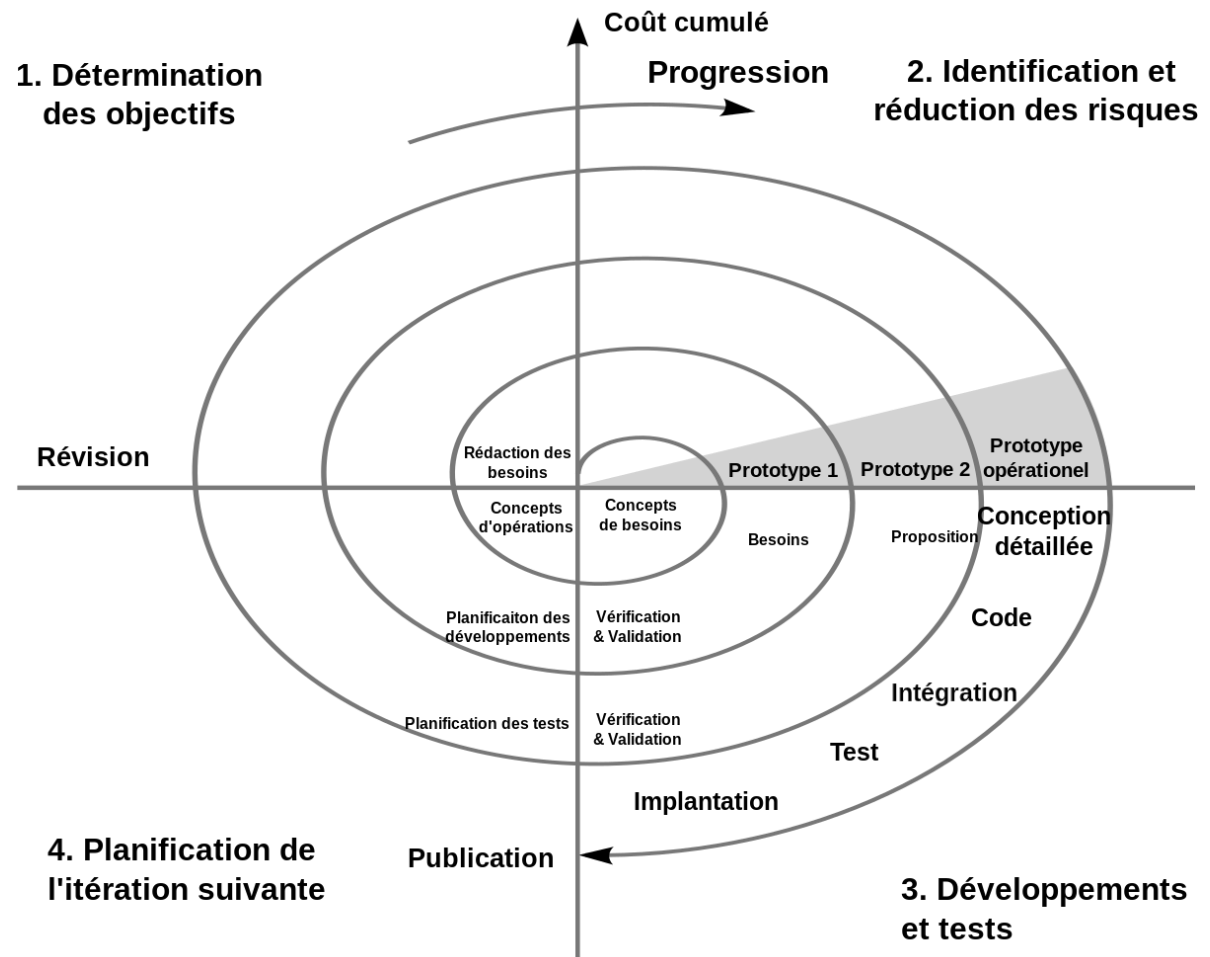 Coût cumulé
Progression
1. Détermination
des objectifs
2. Identification et
réduction des risques
Révision
Rédaction des
besoins
Prototype 1
Prototype 2
Prototype
opérationel
Concepts
d'opérations
Concepts
de besoins
Besoins
Proposition
Conception
détaillée
Planificaiton des
développements
Vérification
& Validation
Code
Intégration
Planification des tests
Vérification
& Validation
Test
Implantation
Publication
4. Planification de
l'itération suivante
3. Développements
et tests